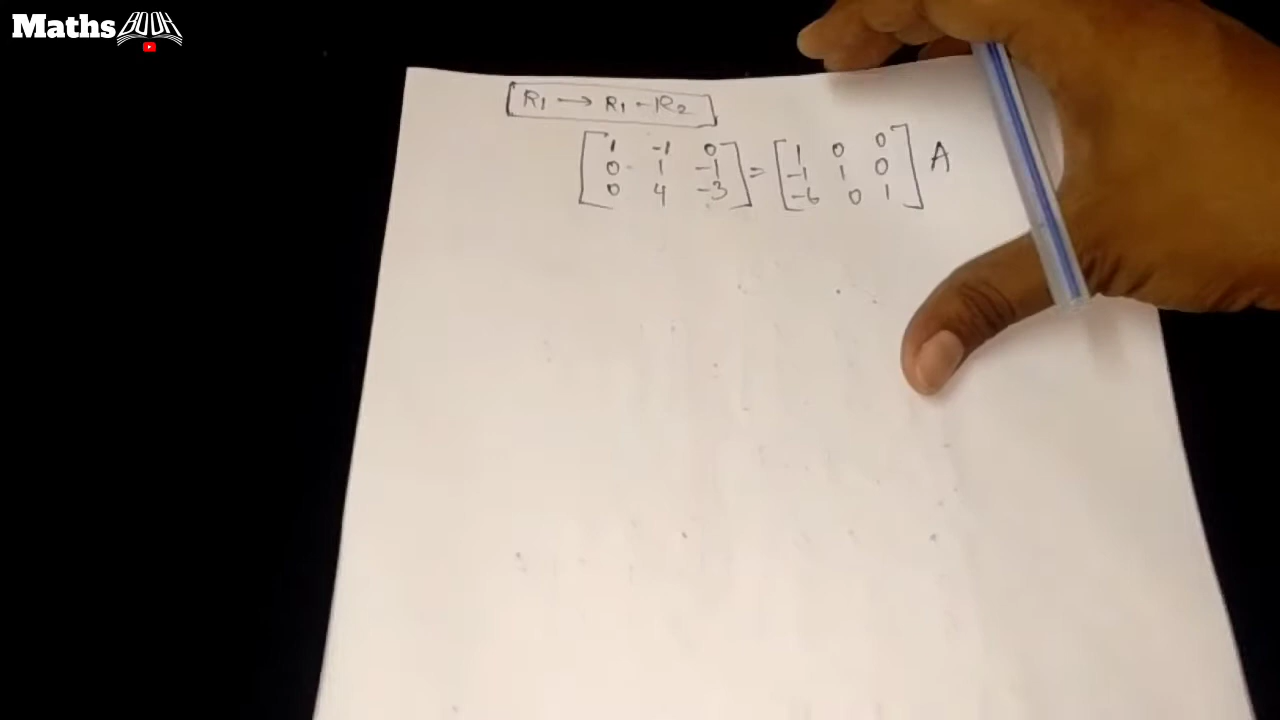 Maths BOOK
R1 → R1 - R2
[1 -1 0] = [1 0 0] A
[0 1 -1] [-1 1 0]
[0 4 -3] [-6 0 1]